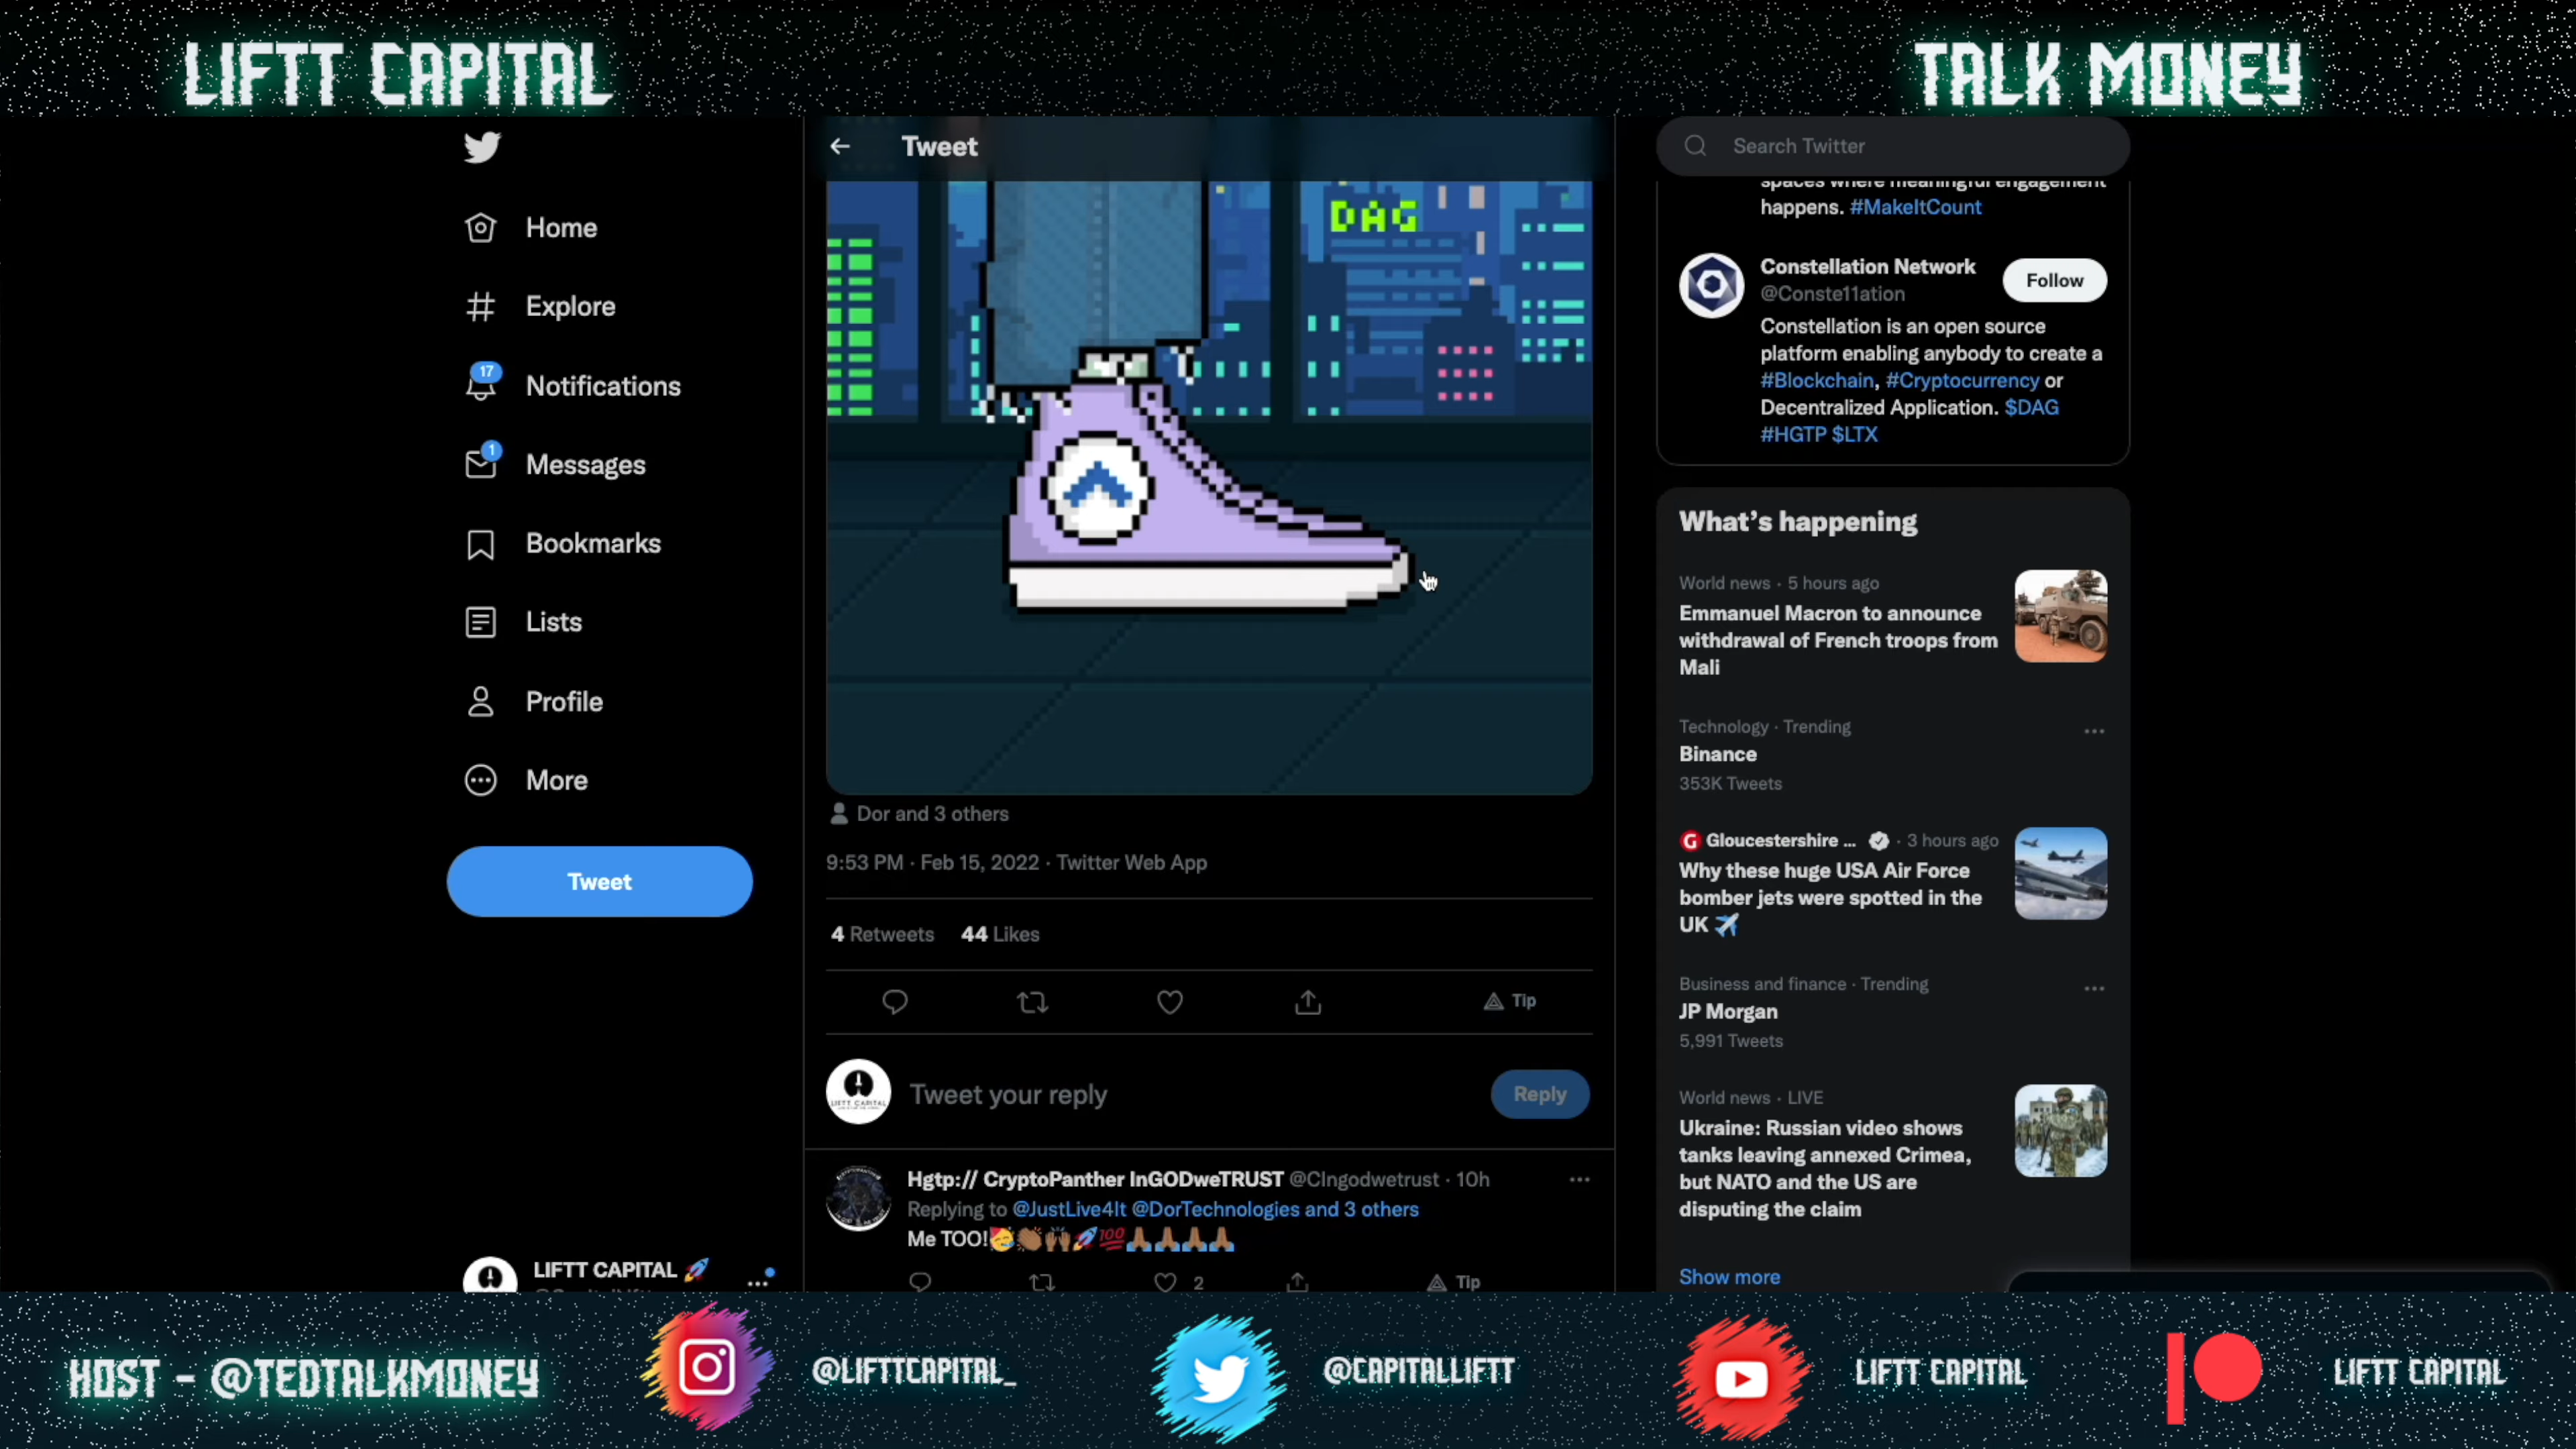 LIFTT CAPITAL
TALK MONEY
Home
Explore
17
Notifications
1
Messages
Bookmarks
Lists
Profile
More
Tweet
LIFTT CAPITAL 🚀
Tweet
DAG
Dor and 3 others
9:53 PM · Feb 15, 2022 · Twitter Web App
4 Retweets 44 Likes
Tip
LIFTT CAPITAL
Tweet your reply
Reply
Hgtp:// CryptoPanther InGODweTRUST @CIngodwetrust · 10h
Replying to @JustLive4It @DorTechnologies and 3 others
Me TOO!🥳👏🏾🙌🏾🚀💯🙏🏾🙏🏾🙏🏾🙏🏾
2
Tip
Search Twitter
spaces where meaningful engagement
happens. #MakeItCount
Constellation Network
@Conste11ation
Follow
Constellation is an open source
platform enabling anybody to create a
#Blockchain, #Cryptocurrency or
Decentralized Application. $DAG
#HGTP $LTX
What's happening
World news · 5 hours ago
Emmanuel Macron to announce
withdrawal of French troops from
Mali
Technology · Trending
Binance
353K Tweets
G Gloucestershire ... · 3 hours ago
Why these huge USA Air Force
bomber jets were spotted in the
UK ✈️
Business and finance · Trending
JP Morgan
5,991 Tweets
World news · LIVE
Ukraine: Russian video shows
tanks leaving annexed Crimea,
but NATO and the US are
disputing the claim
Show more
HOST - @TEDTALKMONEY
@LIFTTCAPITAL_
@CAPITALLIFTT
LIFTT CAPITAL
LIFTT CAPITAL